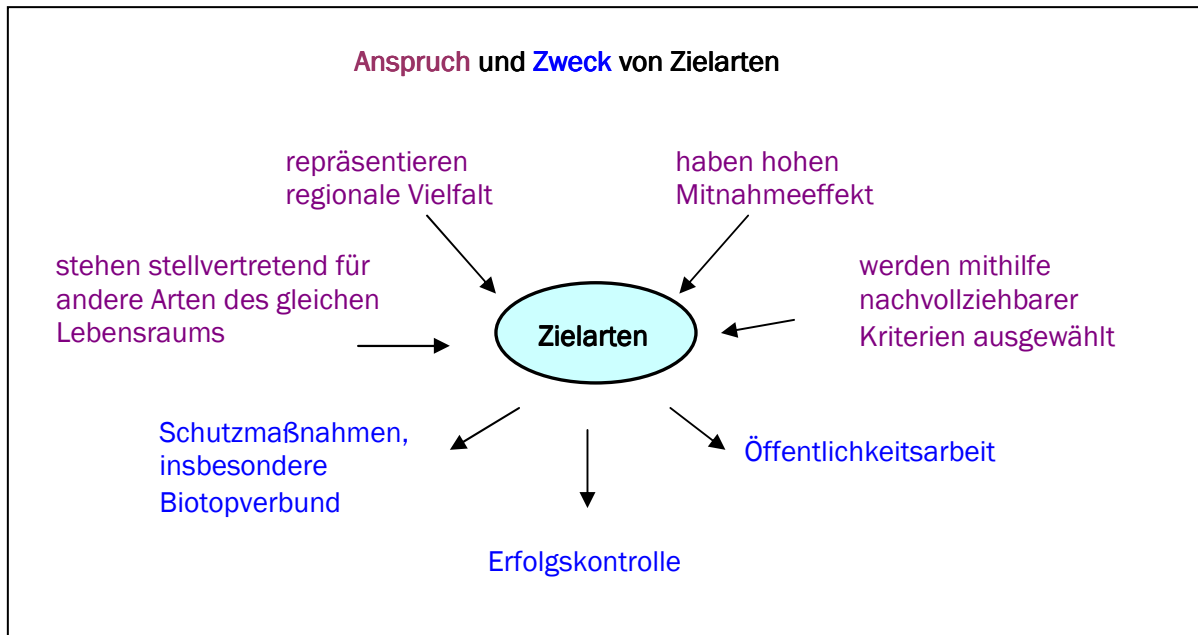 Anspruch und Zweck von Zielarten
repräsentieren
regionale Vielfalt
haben hohen
Mitnahmeeffekt
stehen stellvertretend für
andere Arten des gleichen
Lebensraums
werden mithilfe
nachvollziehbarer
Kriterien ausgewählt
Zielarten
Schutzmaßnahmen,
insbesondere
Biotopverbund
Öffentlichkeitsarbeit
Erfolgskontrolle